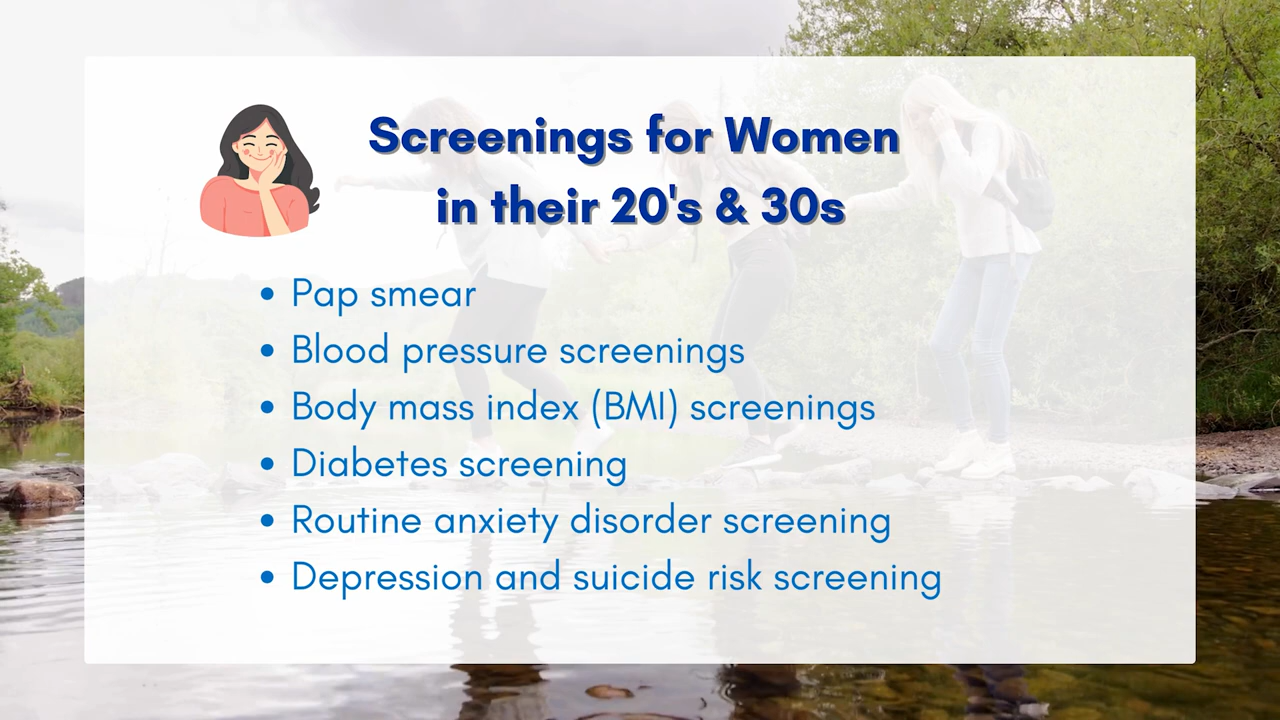 Screenings for Women
in their 20's & 30s
• Pap smear
• Blood pressure screenings
• Body mass index (BMI) screenings
• Diabetes screening
• Routine anxiety disorder screening
• Depression and suicide risk screening